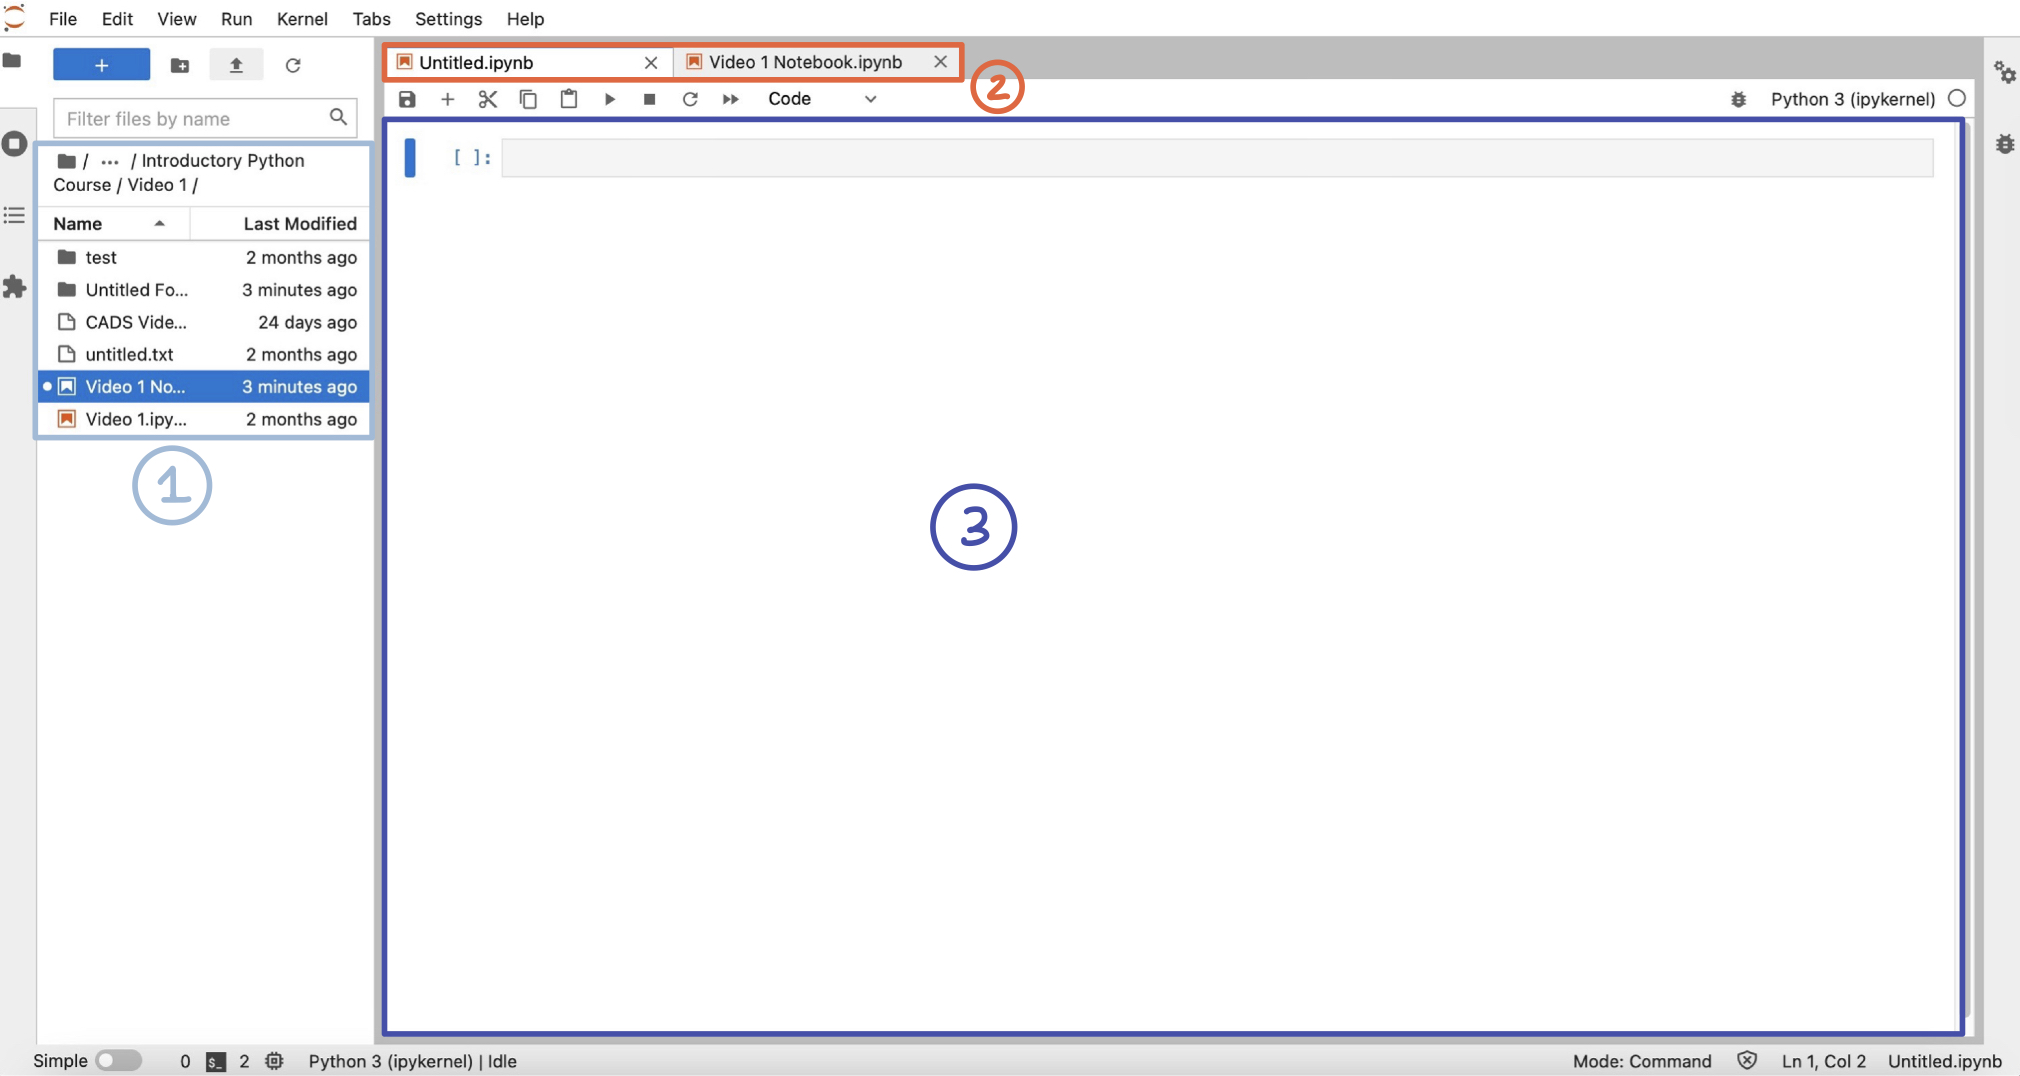 File Edit View Run Kernel Tabs Settings Help
+
Untitled.ipynb
Video 1 Notebook.ipynb
2
Code
Python 3 (ipykernel)
Filter files by name
/ ... / Introductory Python
Course / Video 1 /
Name Last Modified
test 2 months ago
Untitled Fo... 3 minutes ago
CADS Vide... 24 days ago
untitled.txt 2 months ago
Video 1 No... 3 minutes ago
Video 1.ipy... 2 months ago
1
[ ]:
3
Simple 0 $_ 2 Python 3 (ipykernel) | Idle
Mode: Command Ln 1, Col 2 Untitled.ipynb